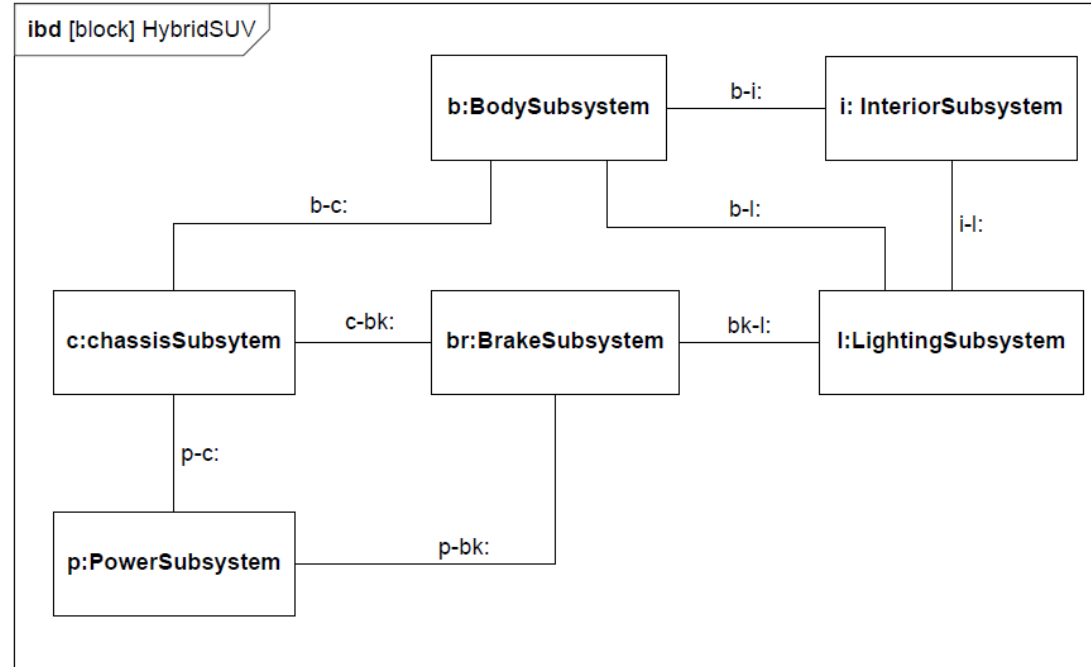 ibd [block] HybridSUV
b:BodySubsystem
b-i:
i: InteriorSubsystem
b-c:
b-l:
i-l:
c:chassisSubsytem
c-bk:
br:BrakeSubsystem
bk-l:
l:LightingSubsystem
p-c:
p:PowerSubsystem
p-bk: